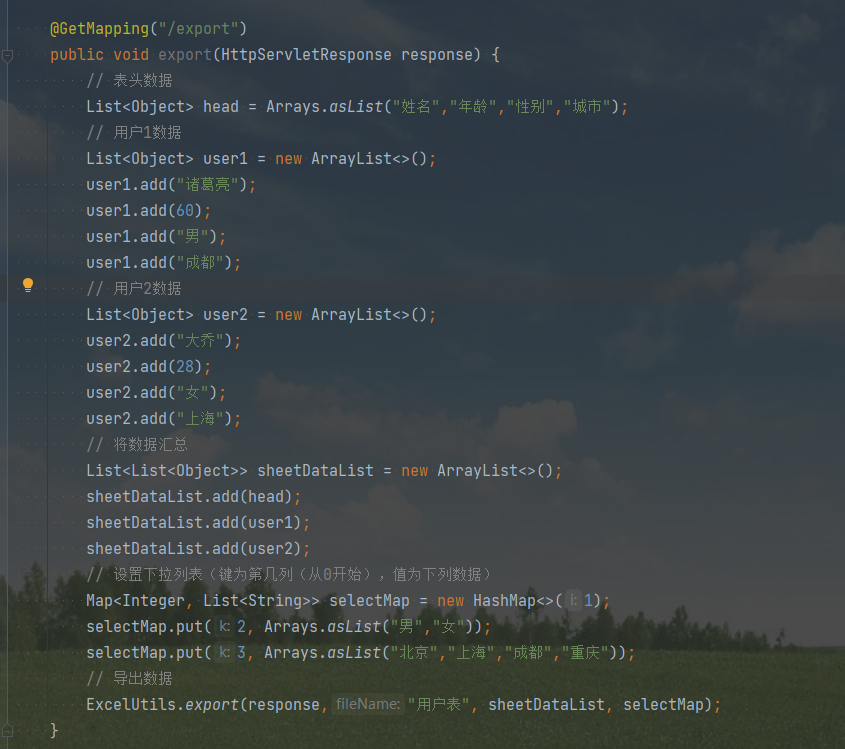 @GetMapping("/export")
public void export(HttpServletResponse response) {
// 表头数据
List<Object> head = Arrays.asList("姓名","年龄","性别","城市");
// 用户1数据
List<Object> user1 = new ArrayList<>();
user1.add("诸葛亮");
user1.add(60);
user1.add("男");
user1.add("成都");
// 用户2数据
List<Object> user2 = new ArrayList<>();
user2.add("大乔");
user2.add(28);
user2.add("女");
user2.add("上海");
// 将数据汇总
List<List<Object>> sheetDataList = new ArrayList<>();
sheetDataList.add(head);
sheetDataList.add(user1);
sheetDataList.add(user2);
// 设置下拉列表（键为第几列（从0开始），值为下列数据）
Map<Integer, List<String>> selectMap = new HashMap<>( i: 1);
selectMap.put( k: 2, Arrays.asList("男","女"));
selectMap.put( k: 3, Arrays.asList("北京","上海","成都","重庆"));
// 导出数据
ExcelUtils.export(response, fileName: "用户表", sheetDataList, selectMap);
}